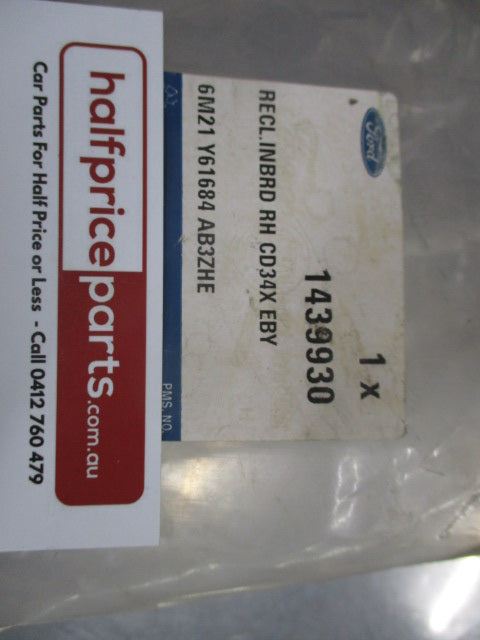 Ford
1 x
1439930
RECL.INBRD RH CD34X EBY
6M21 Y61684 AB3ZHE
PMS. NO.
halfpriceparts.com.au
Car Parts For Half Price or Less - Call 0412 760 479